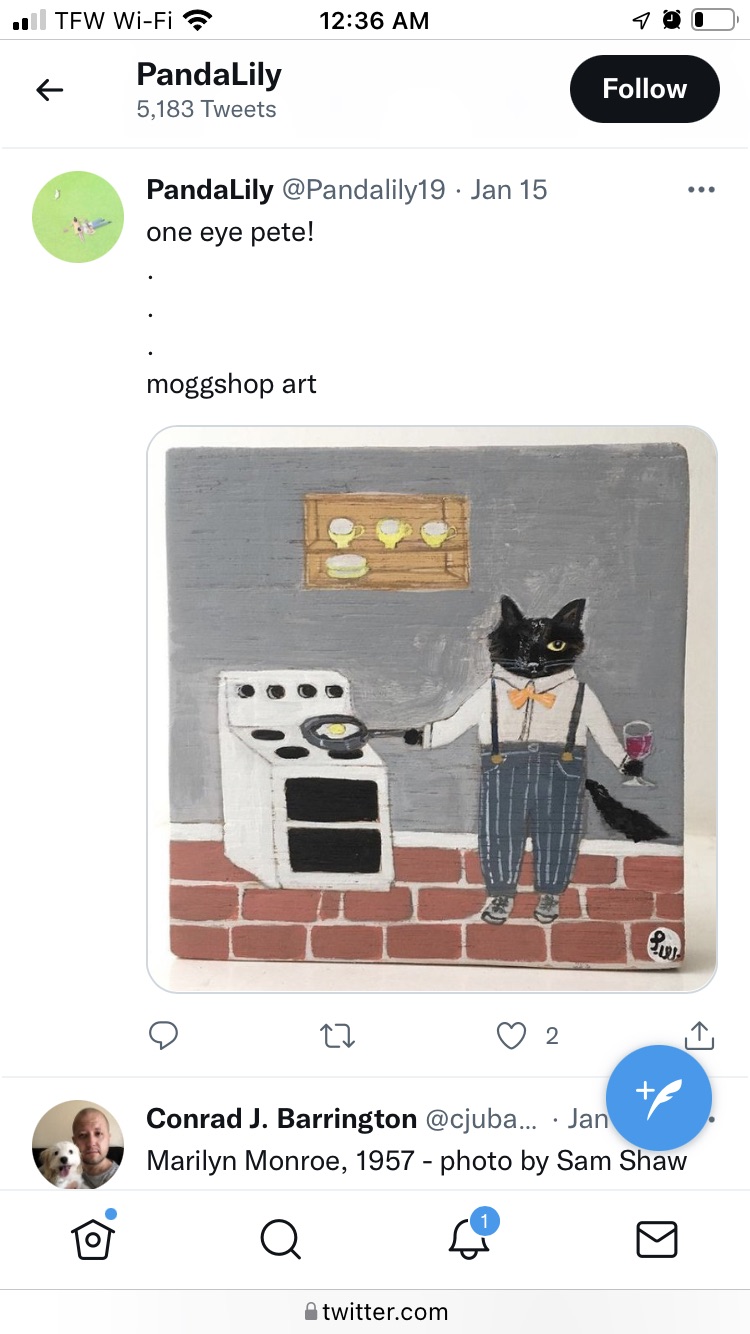 TFW Wi-Fi 12:36 AM
PandaLily
5,183 Tweets
Follow
PandaLily @Pandalily19 · Jan 15
one eye pete!
.
.
.
moggshop art
2
Conrad J. Barrington @cjuba... · Jan
Marilyn Monroe, 1957 - photo by Sam Shaw
1
twitter.com